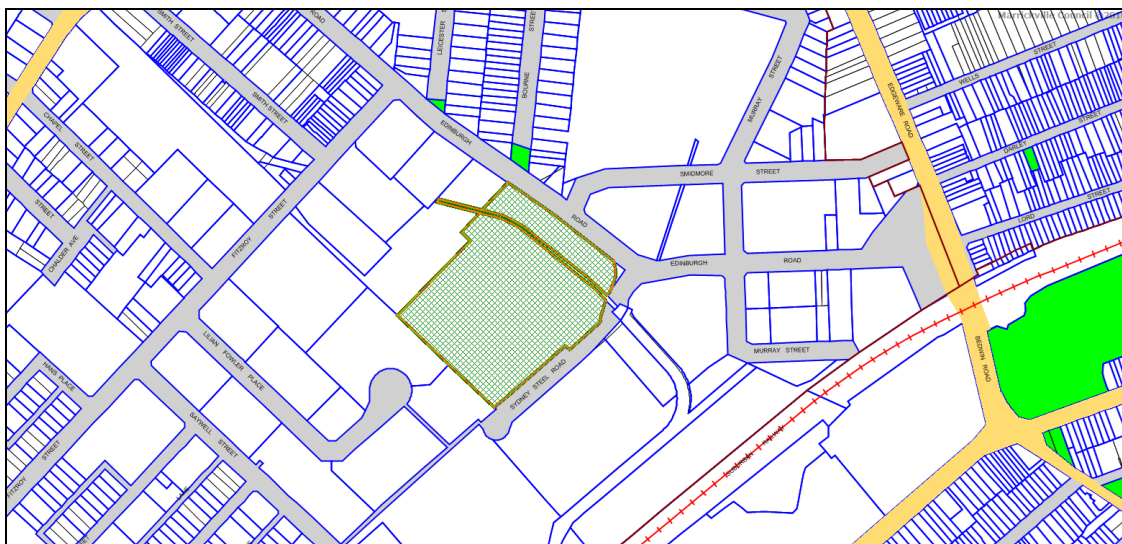 Marrickville Council
SMITH STREET
ROAD
LEICESTER
STREET
BOURNE
MURRAY
STREET
EDGEWARE
ROAD
WELLS
STREET
DARLEY
STREET
LORD
STREET
SMITH STREET
EDINBURGH
CHAPEL
STREET
STREET
CHALDER AVE
FITZROY
STREET
SMIDMORE
STREET
ROAD
EDINBURGH
ROAD
MURRAY STREET
BEDWIN
ROAD
LILIAN
FOWLER
PLACE
SYDNEY STEEL ROAD
HANS PLACE
SAYWELL
STREET
FITZROY
STREET
LANE